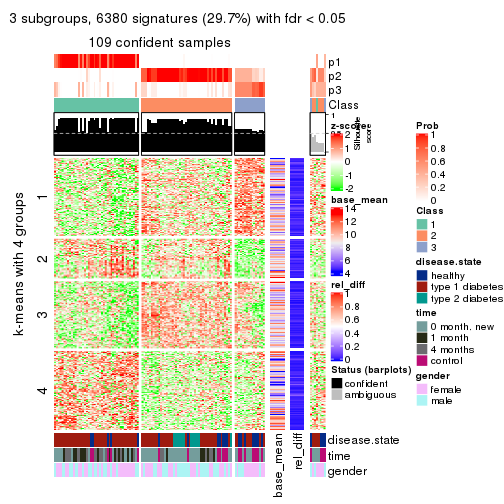 3 subgroups, 6380 signatures (29.7%) with fdr < 0.05
109 confident samples
p1
p2
p3
Class
1
0.5
0
Silhouette
score
k-means with 4 groups
1
2
3
4
disease.state
time
gender
base_mean
rel_diff
z-score
2
1
0
-1
-2
base_mean
14
12
10
8
6
4
rel_diff
1
0.8
0.6
0.4
0.2
0
Status (barplots)
confident
ambiguous
Prob
1
0.8
0.6
0.4
0.2
0
Class
1
2
3
disease.state
healthy
type 1 diabetes
type 2 diabetes
time
0 month. new
1 month
4 months
control
gender
female
male